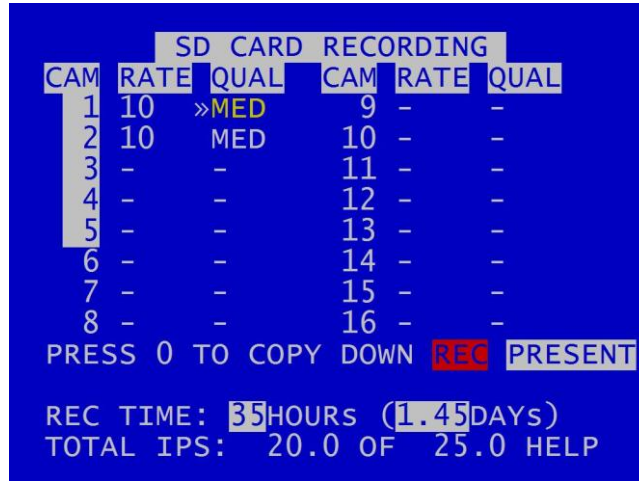 SD CARD RECORDING
CAM RATE QUAL CAM RATE QUAL
1 10 »MED 9 – –
2 10 MED 10 – –
3 – – 11 – –
4 – – 12 – –
5 – – 13 – –
6 – – 14 – –
7 – – 15 – –
8 – – 16 – –
PRESS 0 TO COPY DOWN REC PRESENT
REC TIME: 35HOURs (1.45DAYs)
TOTAL IPS: 20.0 OF 25.0 HELP